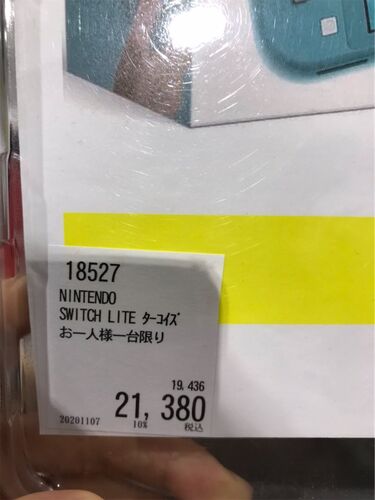 18527
NINTENDO
SWITCH LITE ﾀｰｺｲｽﾞ
お一人様一台限り
19,436
21,380
20201107 10% 税込